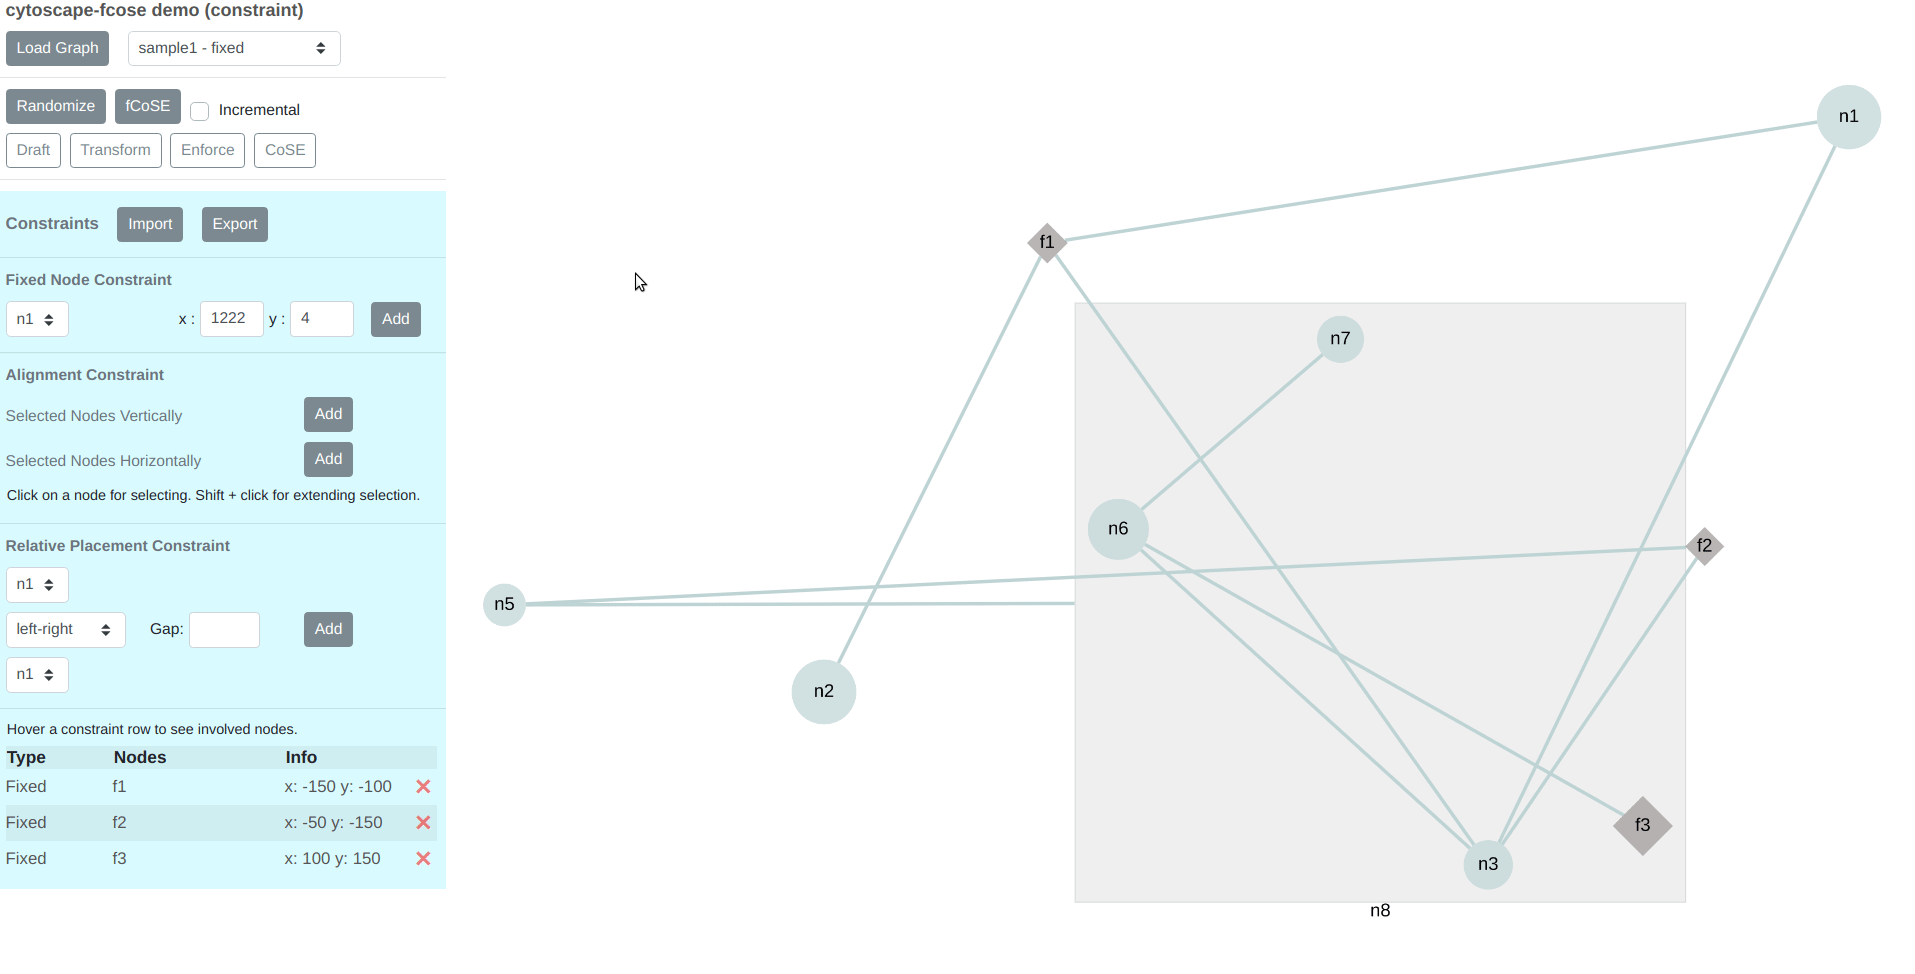 cytoscape-fcose demo (constraint)
Load Graph
sample1 - fixed
Randomize
fCoSE
Incremental
Draft
Transform
Enforce
CoSE
Constraints
Import
Export
Fixed Node Constraint
n1
x :
1222
y :
4
Add
Alignment Constraint
Selected Nodes Vertically
Add
Selected Nodes Horizontally
Add
Click on a node for selecting. Shift + click for extending selection.
Relative Placement Constraint
n1
left-right
Gap:
Add
n1
Hover a constraint row to see involved nodes.
Type Nodes Info
Fixed f1 x: -150 y: -100
Fixed f2 x: -50 y: -150
Fixed f3 x: 100 y: 150
n1
f1
n7
n6
f2
n5
n2
f3
n3
n8